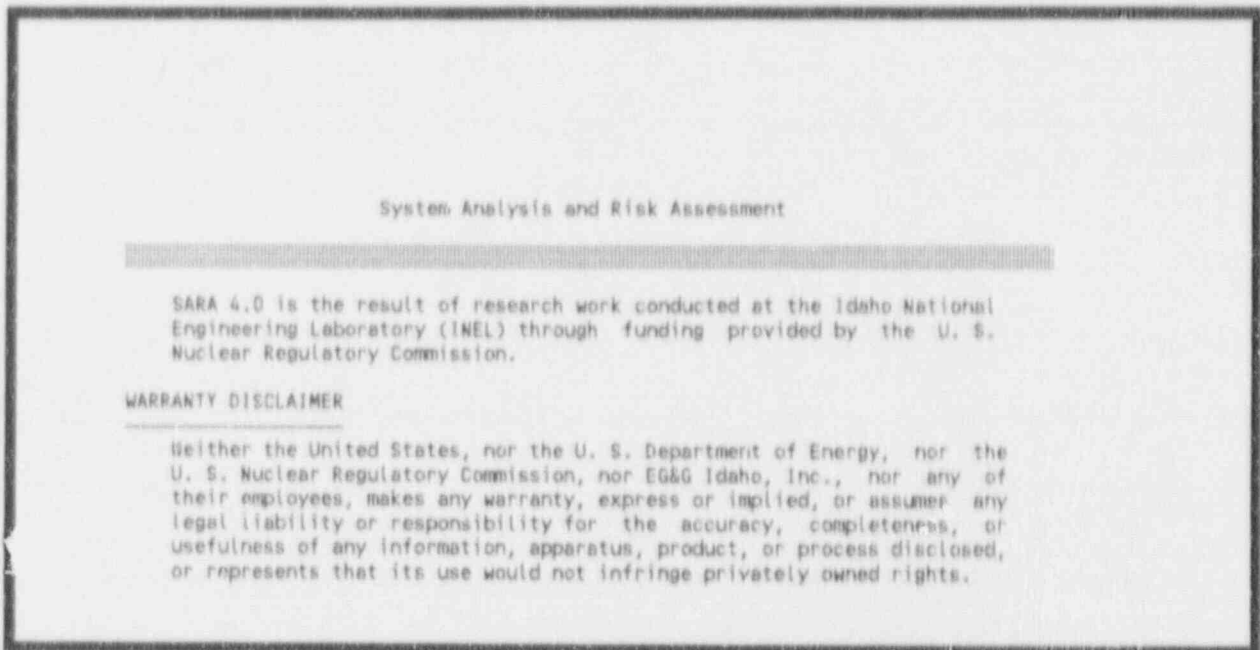 System Analysis and Risk Assessment
SARA 4.0 is the result of research work conducted at the Idaho National
Engineering Laboratory (INEL) through funding provided by the U. S.
Nuclear Regulatory Commission.
WARRANTY DISCLAIMER
Neither the United States, nor the U. S. Department of Energy, nor the
U. S. Nuclear Regulatory Commission, nor EG&G Idaho, Inc., nor any of
their employees, makes any warranty, express or implied, or assumes any
legal liability or responsibility for the accuracy, completeness, or
usefulness of any information, apparatus, product, or process disclosed,
or represents that its use would not infringe privately owned rights.